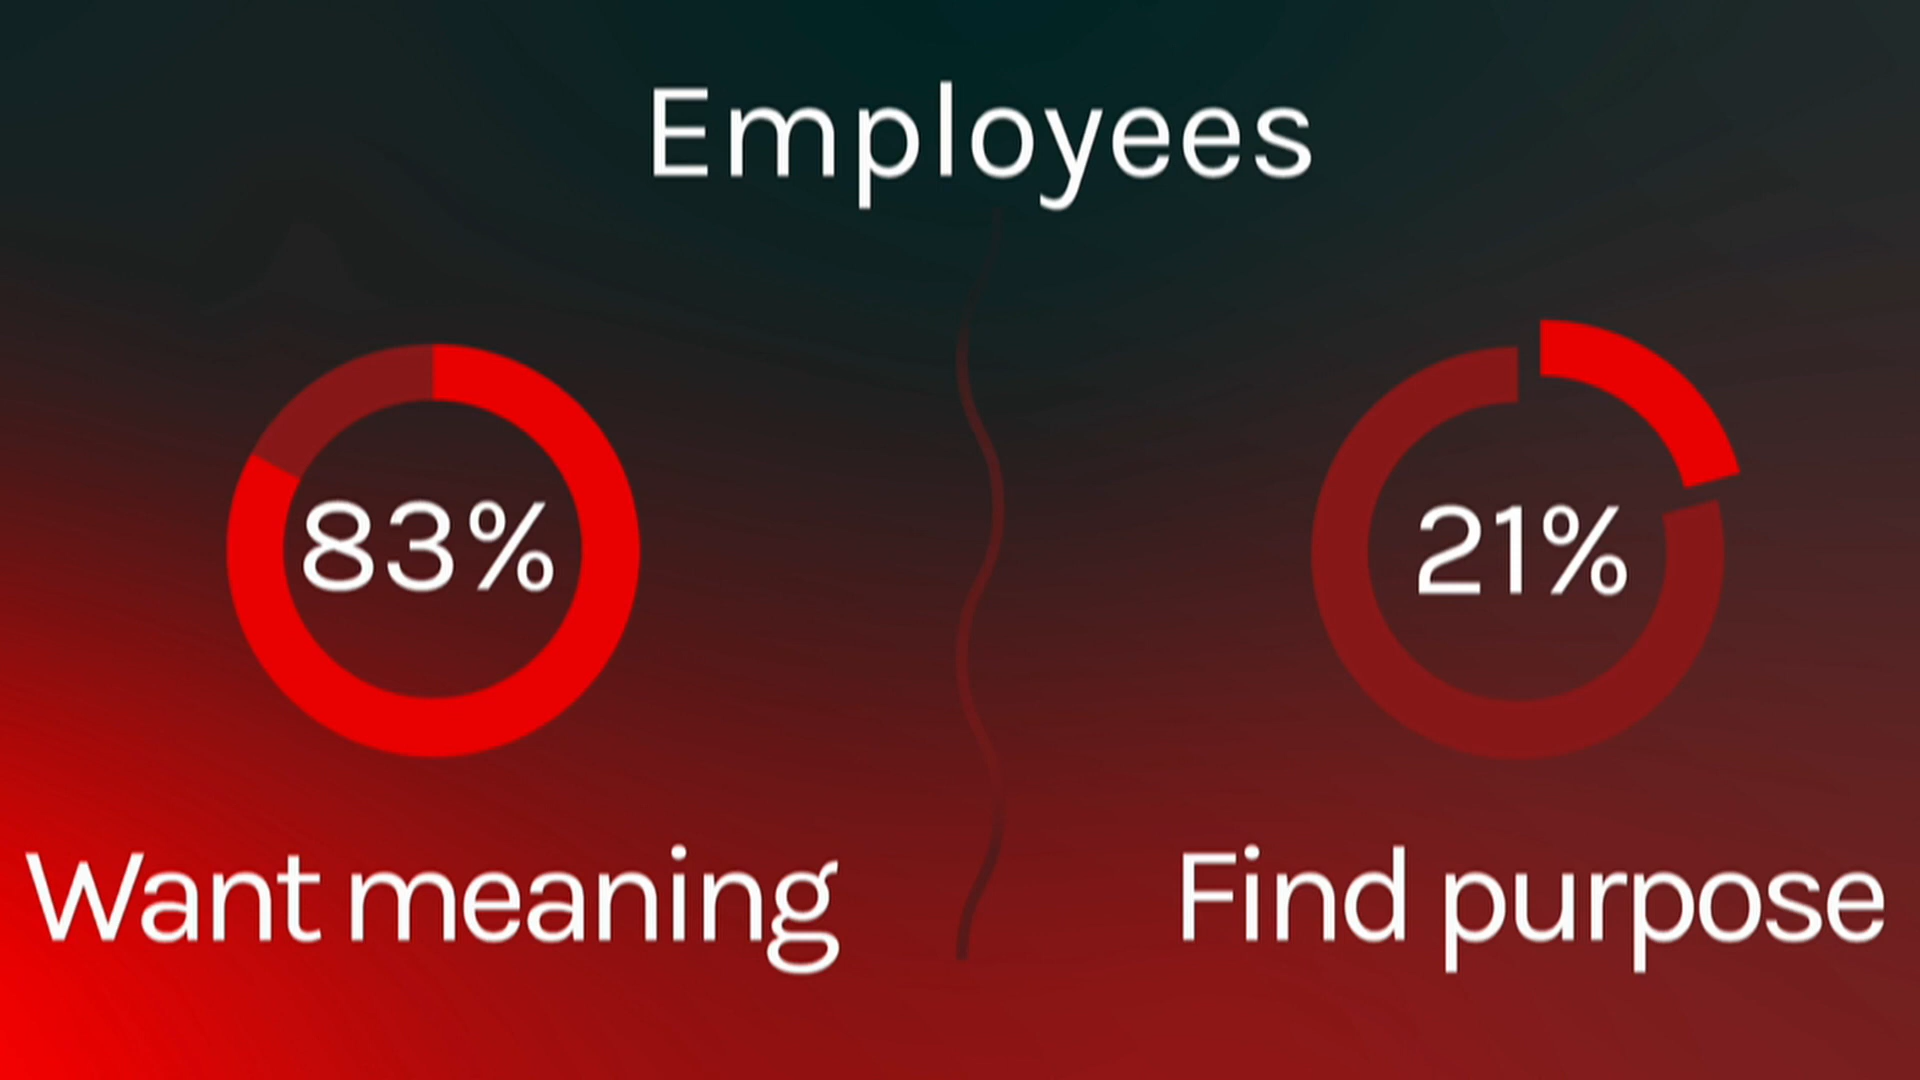 Employees
83%
21%
Want meaning
Find purpose